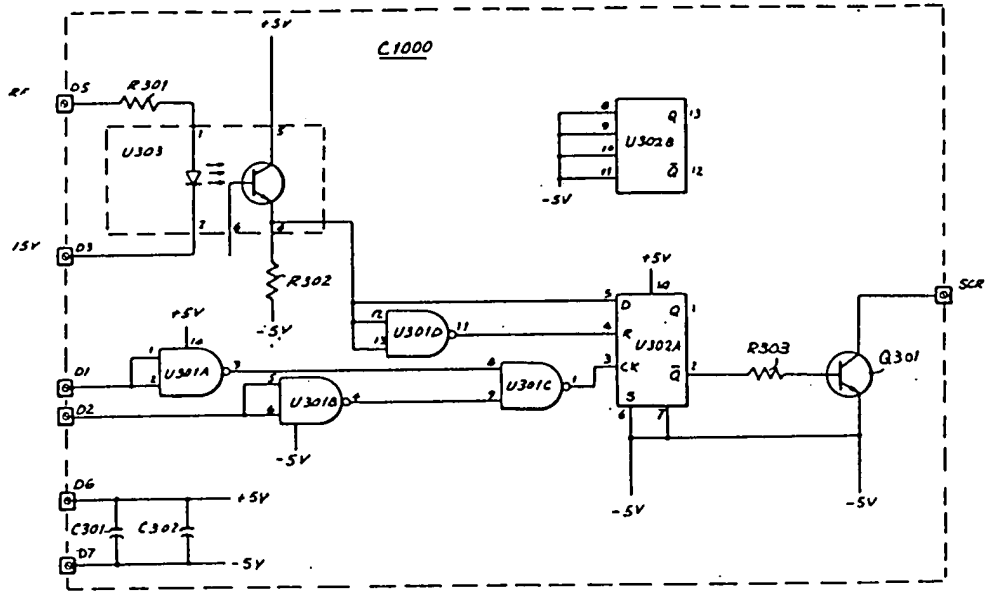 +5V
C1000
RF
D5
R301
1
5
U303
2
6
4
15V
D3
R302
-5V
8
9
10
11
Q
13
U302B
Q̅
12
-5V
+5V
14
5
D
Q
1
12
13
U301D
11
4
R
U302A
3
CK
Q̅
2
S
6
7
R303
Q301
SCR
+5V
14
D1
1
2
U301A
3
8
9
U301C
D2
5
6
U301B
4
-5V
-5V
-5V
D6
+5V
C301
C302
D7
-5V